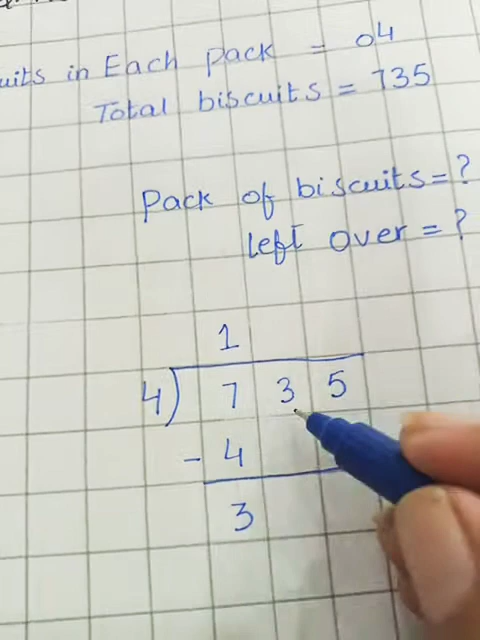 uits in Each pack = 04
Total biscuits = 735
Pack of biscuits = ?
left over = ?
1
4) 7 3 5
- 4
3